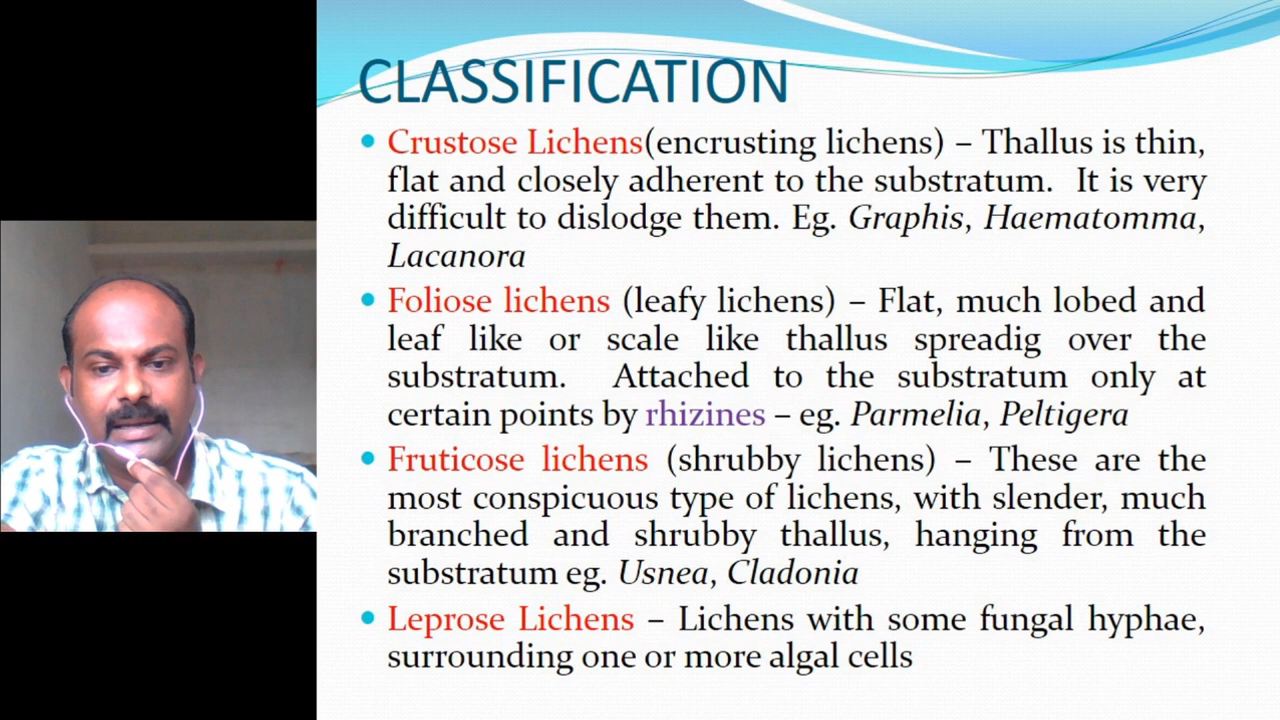 CLASSIFICATION
• Crustose Lichens(encrusting lichens) – Thallus is thin,
flat and closely adherent to the substratum. It is very
difficult to dislodge them. Eg. Graphis, Haematomma,
Lacanora
• Foliose lichens (leafy lichens) – Flat, much lobed and
leaf like or scale like thallus spreadig over the
substratum. Attached to the substratum only at
certain points by rhizines – eg. Parmelia, Peltigera
• Fruticose lichens (shrubby lichens) – These are the
most conspicuous type of lichens, with slender, much
branched and shrubby thallus, hanging from the
substratum eg. Usnea, Cladonia
• Leprose Lichens – Lichens with some fungal hyphae,
surrounding one or more algal cells